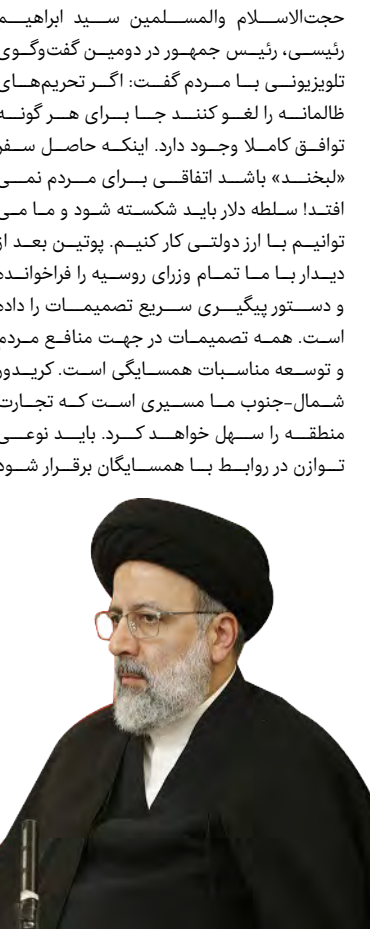 حجت‌الاسلام والمسلمین سید ابراهیم
رئیسی، رئیس جمهور در دومین گفت‌وگوی
تلویزیونی با مردم گفت: اگر تحریم‌های
ظالمانه را لغو کنند جا برای هر گونه
توافق کاملا وجود دارد. اینکه حاصل سفر
«لبخند» باشد اتفاقی برای مردم نمی
افتد! سلطه دلار باید شکسته شود و ما می
توانیم با ارز دولتی کار کنیم. پوتین بعد از
دیدار با ما تمام وزرای روسیه را فراخوانده
و دستور پیگیری سریع تصمیمات را داده
است. همه تصمیمات در جهت منافع مردم
و توسعه مناسبات همسایگی است. کریدور
شمال-جنوب ما مسیری است که تجارت
منطقه را سهل خواهد کرد. باید نوعی
توازن در روابط با همسایگان برقرار شود